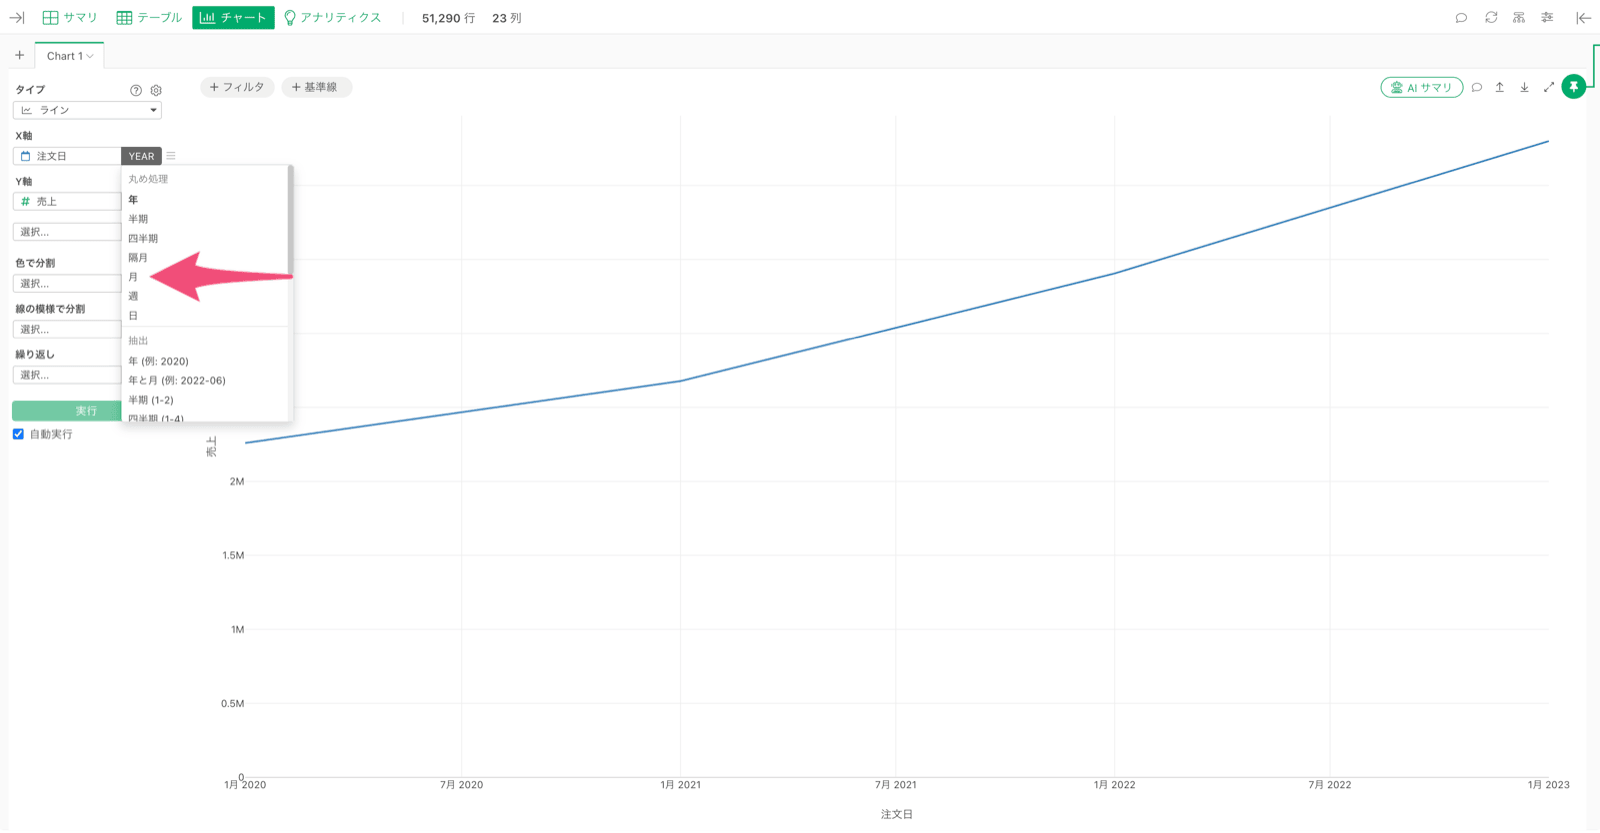 サマリ テーブル チャート アナリティクス 51,290 行 23 列
+ Chart 1
タイプ
ライン
X軸
注文日 YEAR
Y軸
# 売上
選択...
色で分割
選択...
線の模様で分割
選択...
繰り返し
選択...
実行
自動実行
丸め処理
年
半期
四半期
隔月
月
週
日
抽出
年 (例: 2020)
年と月 (例: 2022-06)
半期 (1-2)
四半期 (1-4)
+ フィルタ + 基準線
AI サマリ
売上
2M
1.5M
1M
0.5M
0
1月 2020 7月 2020 1月 2021 7月 2021 1月 2022 7月 2022 1月 2023
注文日